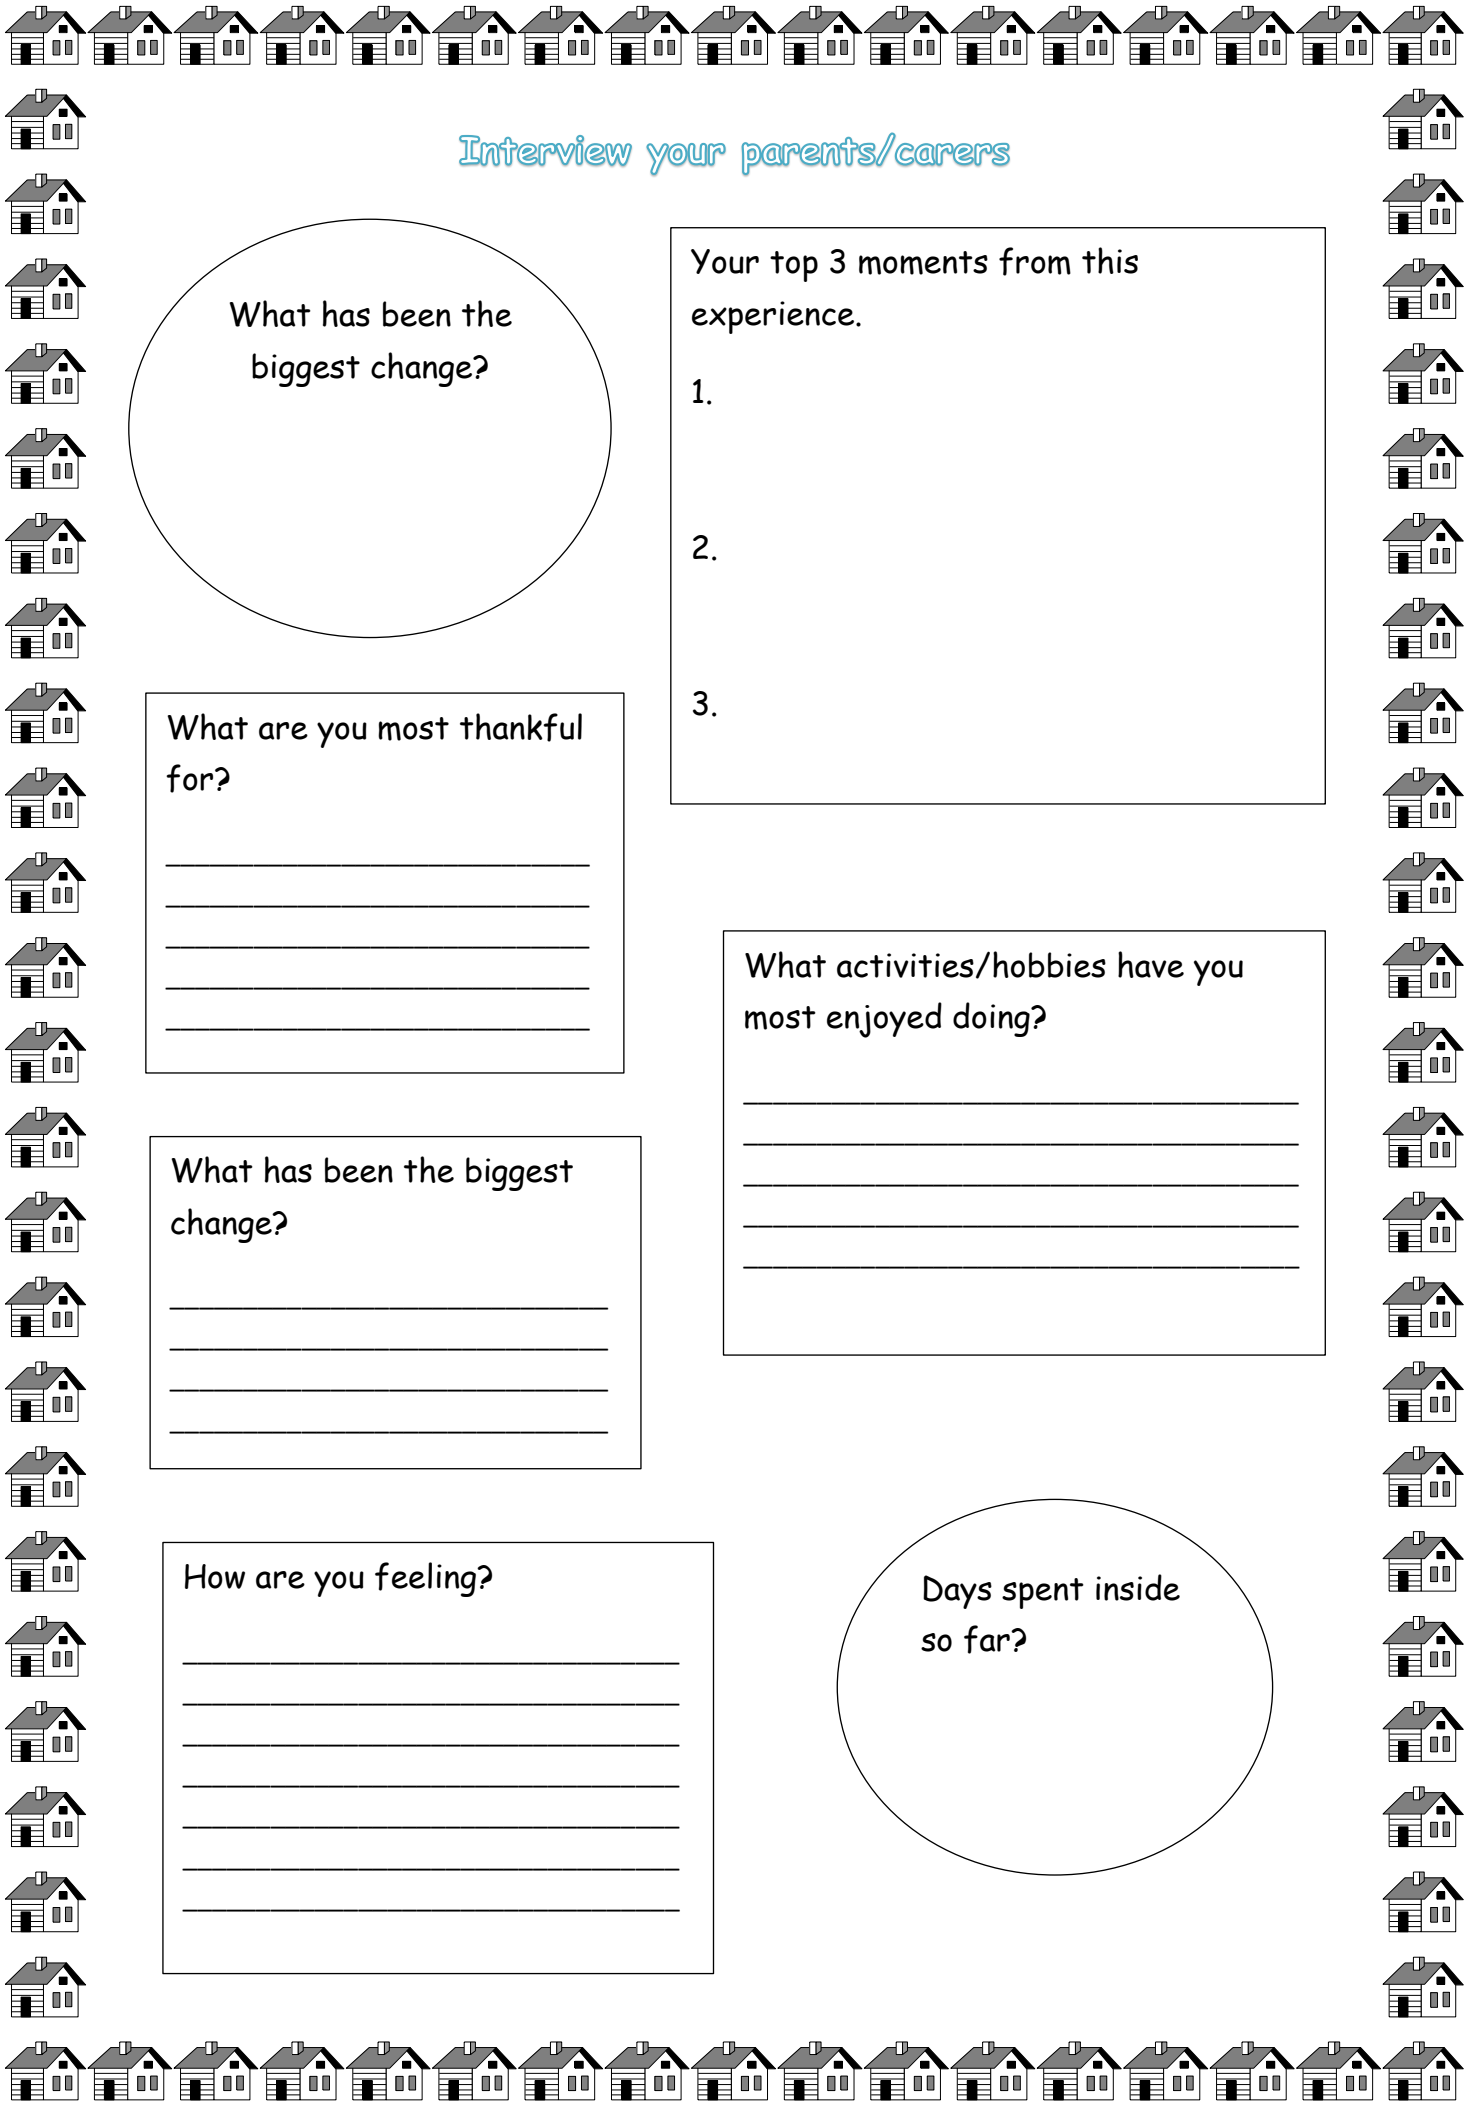 Interview your parents/carers
What has been the
biggest change?
Your top 3 moments from this
experience.
1.
2.
3.
What are you most thankful
for?
What activities/hobbies have you
most enjoyed doing?
What has been the biggest
change?
How are you feeling?
Days spent inside
so far?